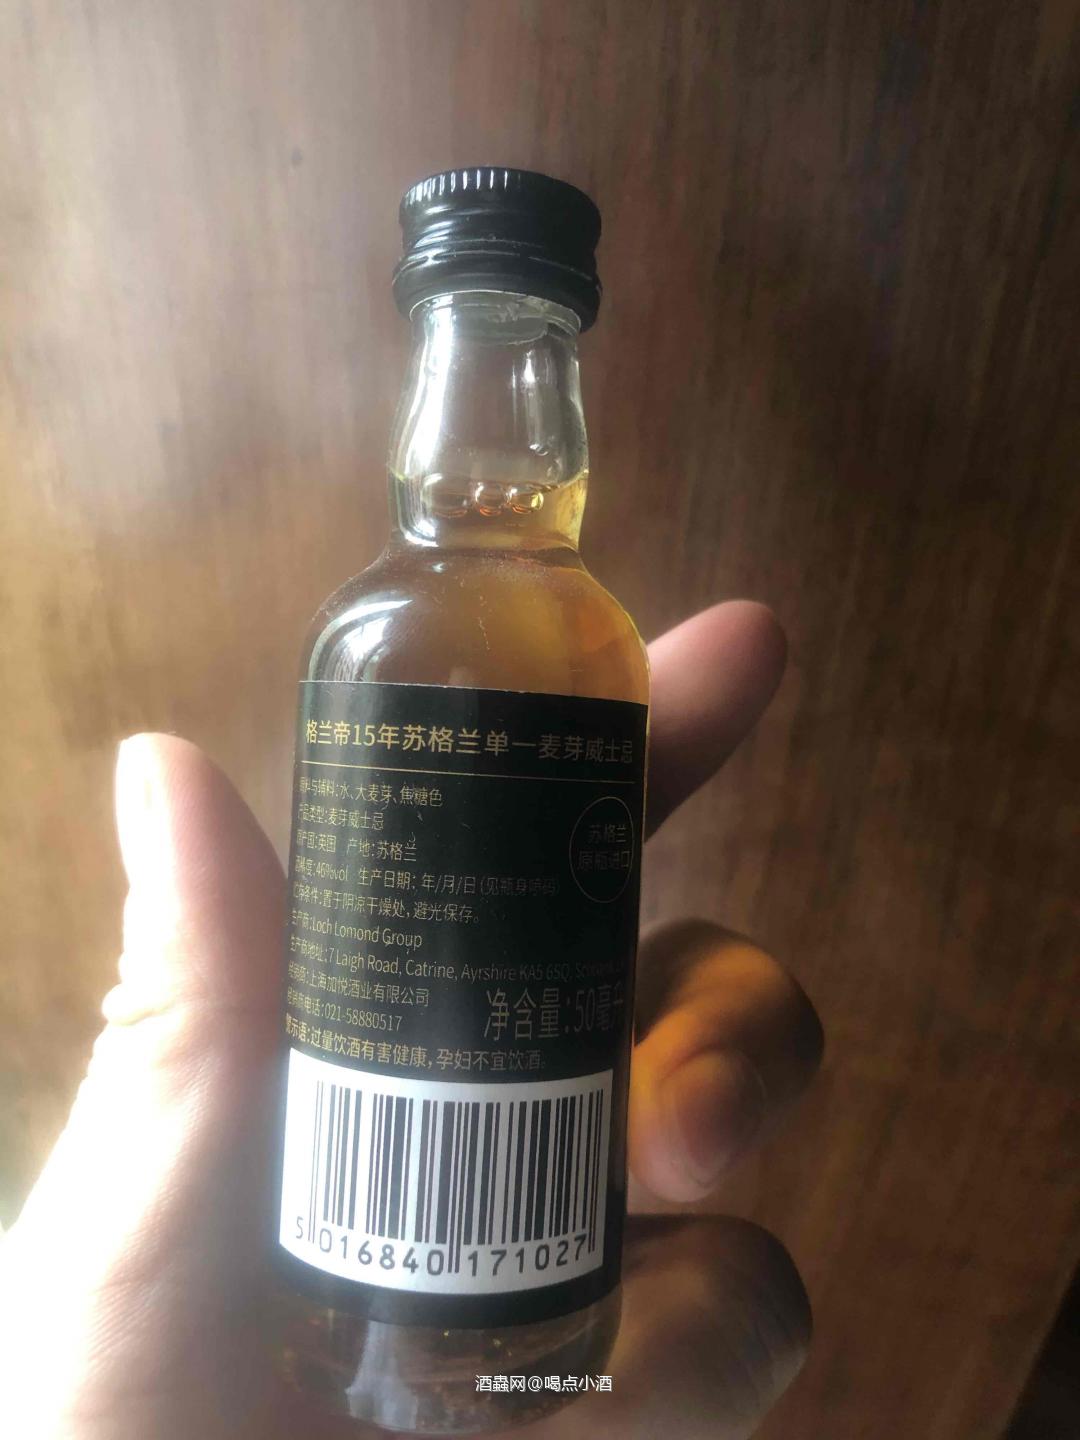 格兰帝15年苏格兰单一麦芽威士忌
原料与辅料:水、大麦芽、焦糖色
产品类型:麦芽威士忌
原产国:英国 产地:苏格兰
酒精度:46%vol 生产日期: 年/月/日(见瓶身喷码)
贮存条件:置于阴凉干燥处,避光保存。
生产商:Loch Lomond Group
生产商地址:7 Laigh Road, Catrine, Ayrshire KA5 6SQ,
经销商:上海加悦酒业有限公司
经销商电话:021-58880517
警示语:过量饮酒有害健康,孕妇不宜饮酒。
苏格兰
原瓶进口
净含量:50毫升
5 016840 171027
酒蟲网@喝点小酒